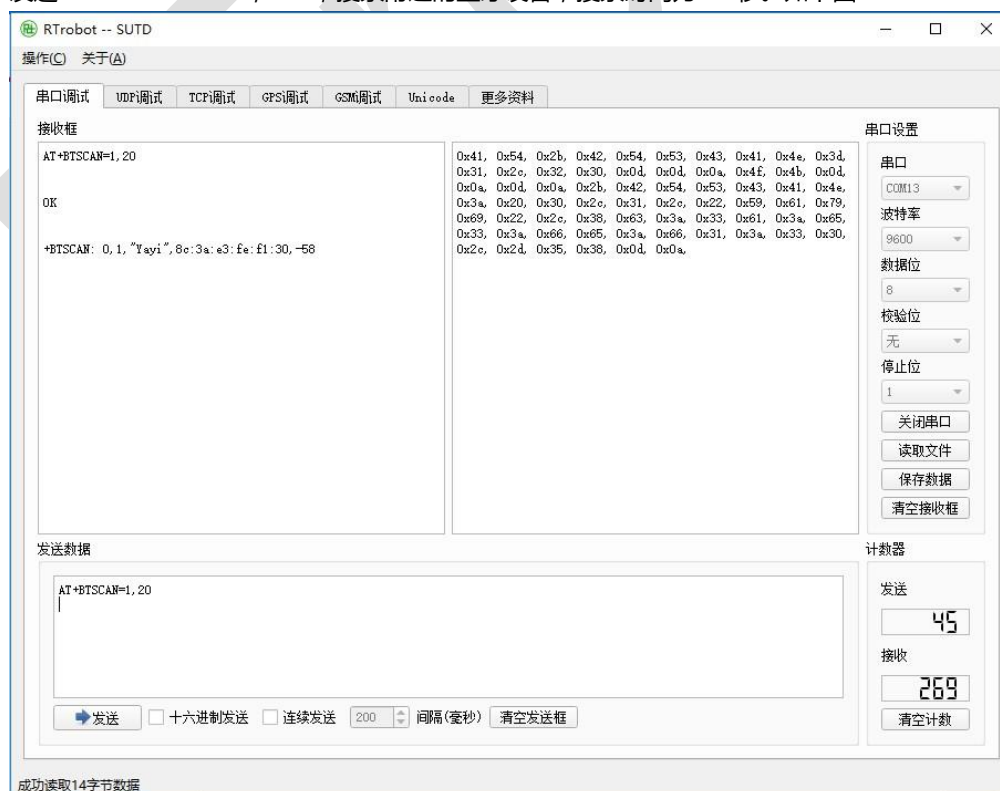 RTrobot -- SUTD
操作(C) 关于(A)
串口调试 UDP调试 TCP调试 GPS调试 GSM调试 Unicode 更多资料
接收框
AT+BTSCAN=1,20
OK
+BTSCAN: 0,1,"Yayi",8c:3a:e3:fe:f1:30,-58
0x41, 0x54, 0x2b, 0x42, 0x54, 0x53, 0x43, 0x41, 0x4e, 0x3d,
0x31, 0x2c, 0x32, 0x30, 0x0d, 0x0d, 0x0a, 0x4f, 0x4b, 0x0d,
0x0a, 0x0d, 0x0a, 0x2b, 0x42, 0x54, 0x53, 0x43, 0x41, 0x4e,
0x3a, 0x20, 0x30, 0x2c, 0x31, 0x2c, 0x22, 0x59, 0x61, 0x79,
0x69, 0x22, 0x2c, 0x38, 0x63, 0x3a, 0x33, 0x61, 0x3a, 0x65,
0x33, 0x3a, 0x66, 0x65, 0x3a, 0x66, 0x31, 0x3a, 0x33, 0x30,
0x2c, 0x2d, 0x35, 0x38, 0x0d, 0x0a,
串口设置
串口
COM13
波特率
9600
数据位
8
校验位
无
停止位
1
关闭串口
读取文件
保存数据
清空接收框
发送数据
AT+BTSCAN=1,20
发送 十六进制发送 连续发送 200 间隔(毫秒) 清空发送框
计数器
发送
45
接收
269
清空计数
成功读取14字节数据